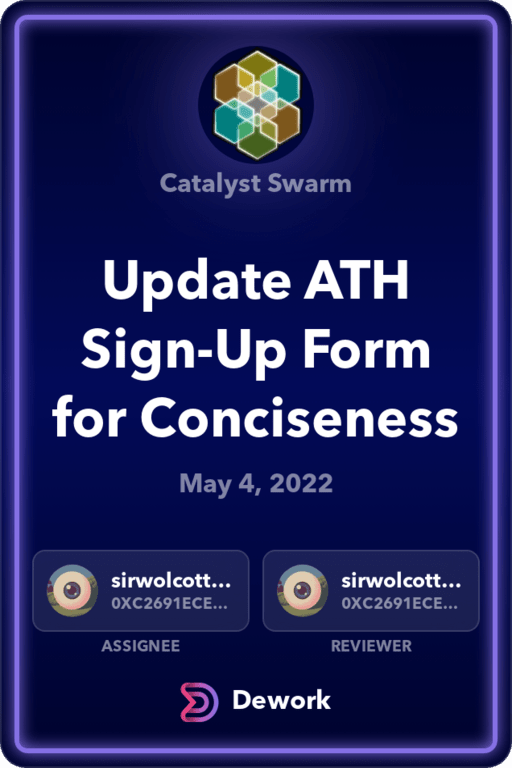 Catalyst Swarm
Update ATH
Sign-Up Form
for Conciseness
May 4, 2022
sirwolcott...
0XC2691ECE...
sirwolcott...
0XC2691ECE...
ASSIGNEE
REVIEWER
Dework